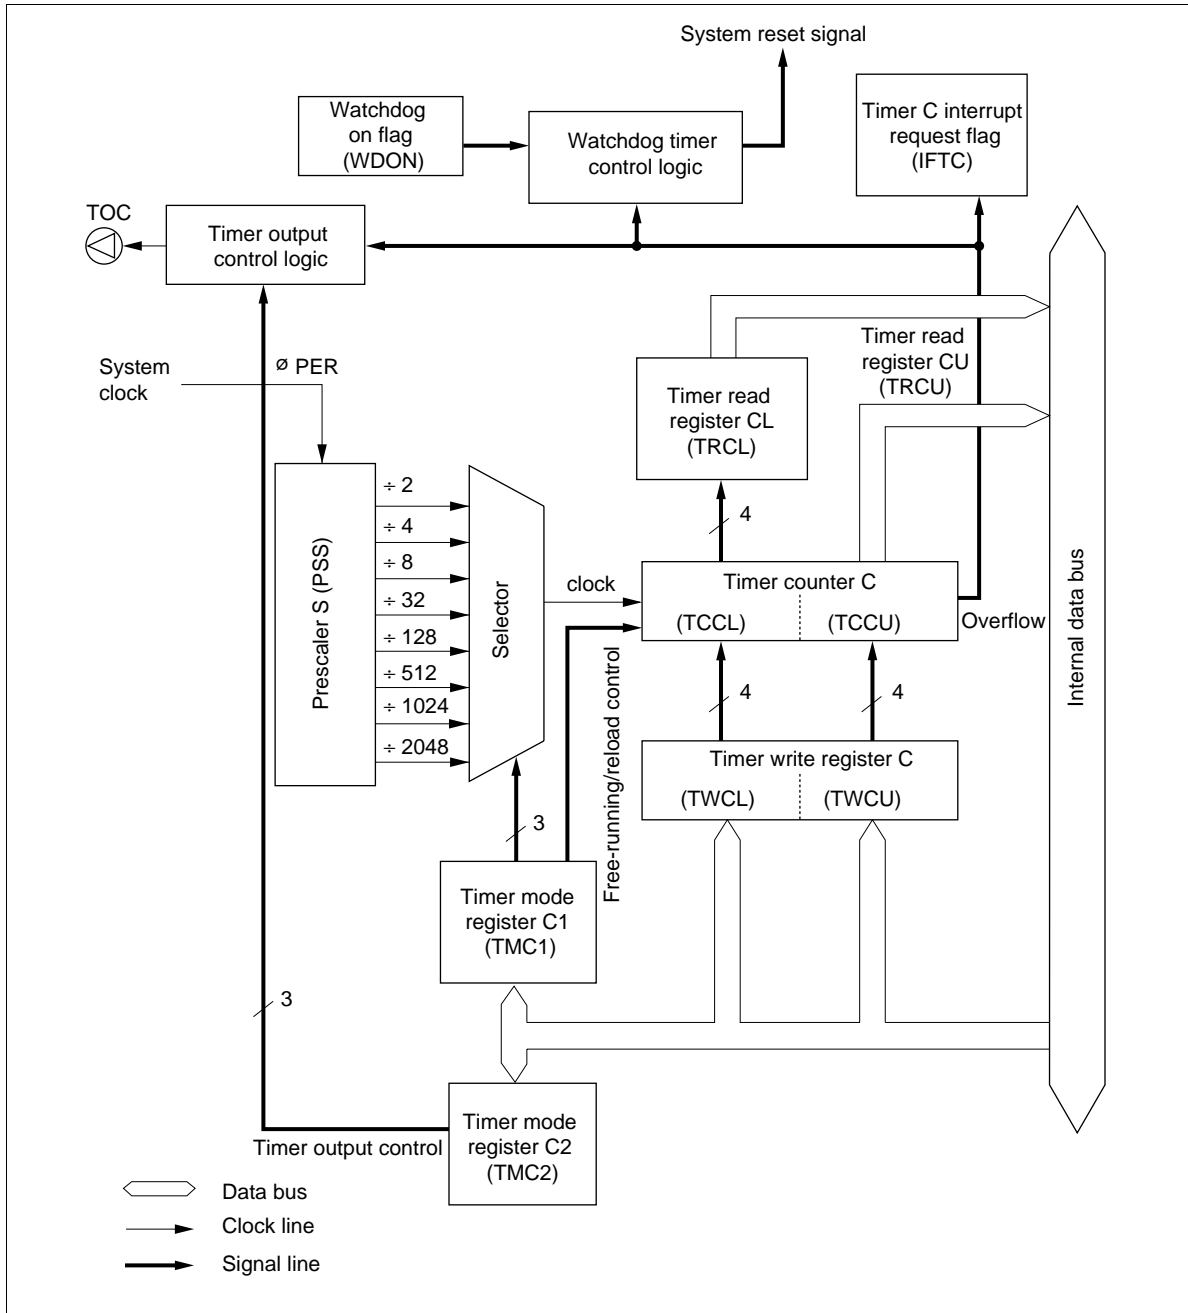 System reset signal
Watchdog
on flag
(WDON)
Watchdog timer
control logic
Timer C interrupt
request flag
(IFTC)
TOC
Timer output
control logic
System
clock
ø PER
Timer read
register CU
(TRCU)
Timer read
register CL
(TRCL)
÷ 2
÷ 4
÷ 8
÷ 32
÷ 128
÷ 512
÷ 1024
÷ 2048
Prescaler S (PSS)
Selector
4
clock
Timer counter C
(TCCL)
(TCCU)
Overflow
Internal data bus
Free-running/reload control
4
4
Timer write register C
(TWCL)
(TWCU)
3
Timer mode
register C1
(TMC1)
3
Timer mode
register C2
(TMC2)
Timer output control
Data bus
Clock line
Signal line